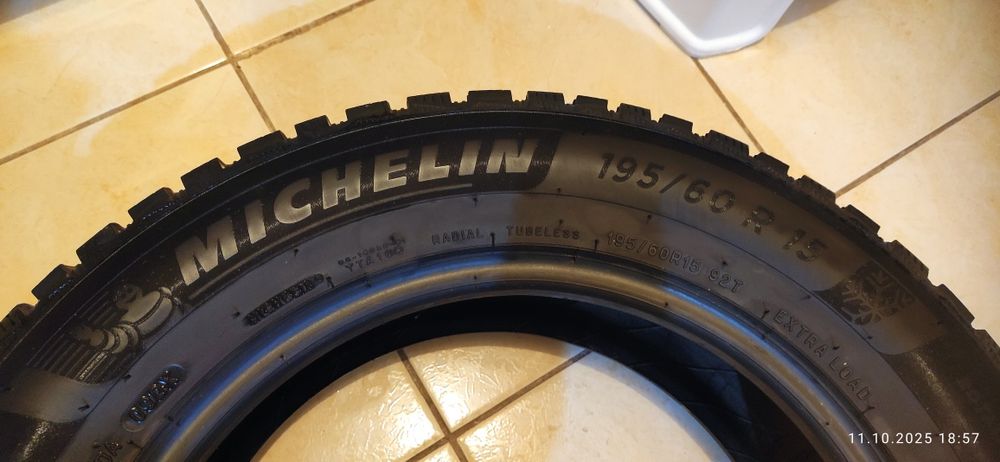 MICHELIN
195/60 R 15
RADIAL TUBELESS
195/60R15 92T
EXTRA LOAD
11.10.2025 18:57